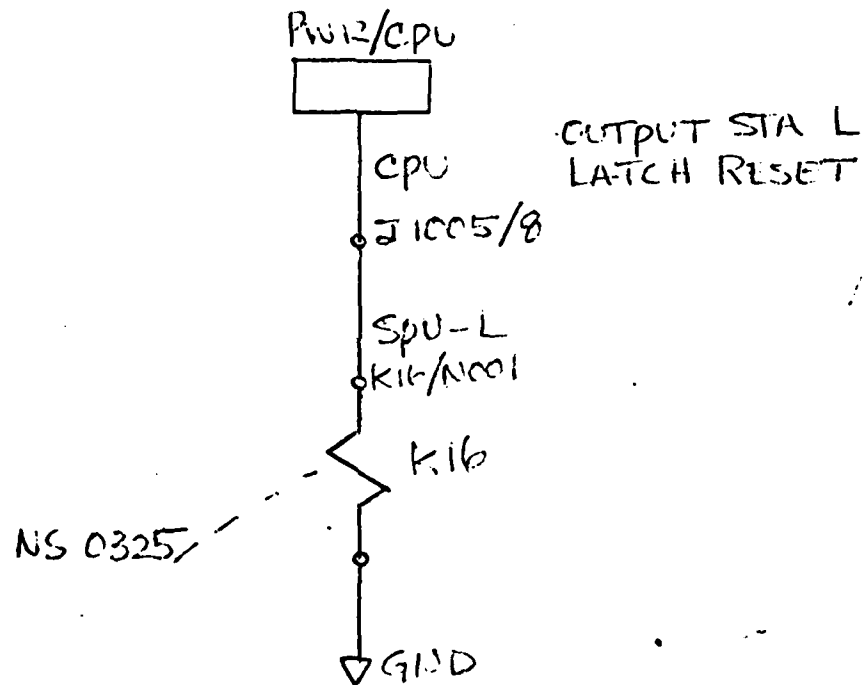 PWR/CPU
OUTPUT STA L
LATCH RESET
CPU
J1005/8
SPU-L
K16/N001
K16
NS 0325
GND